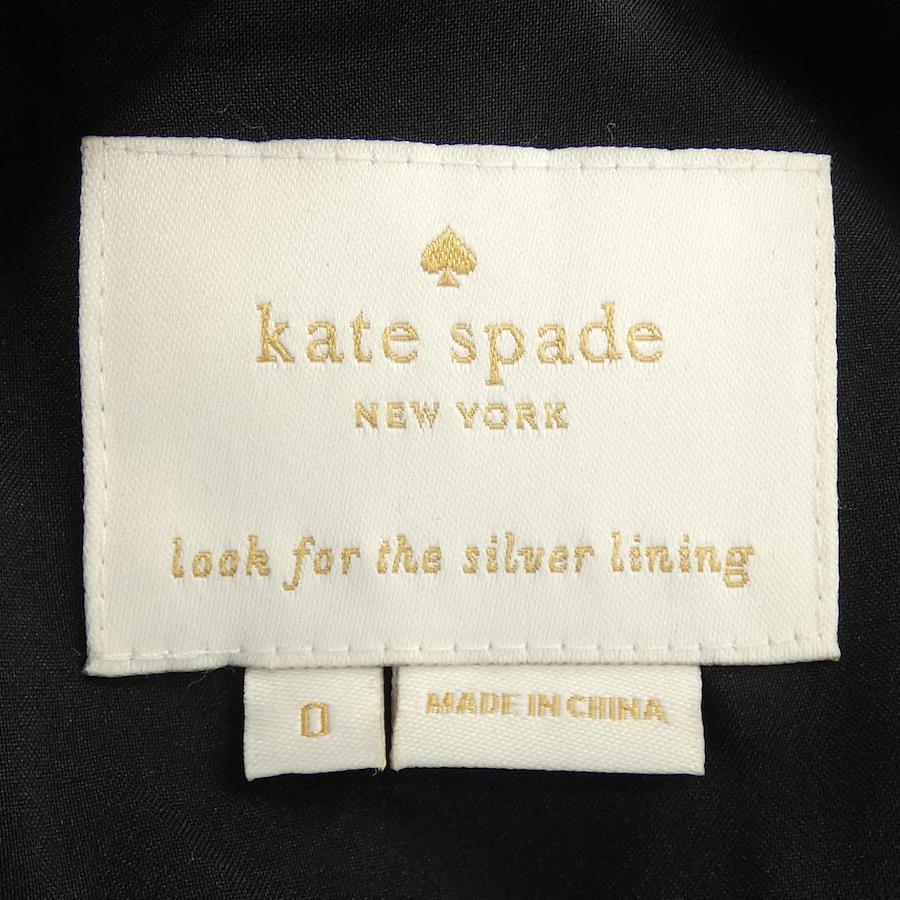 kate spade
NEW YORK
look for the silver lining
0
MADE IN CHINA